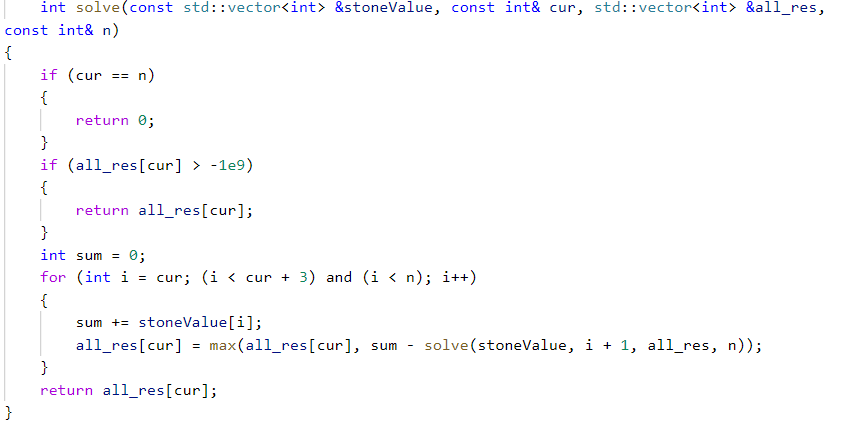 int solve(const std::vector<int> &stoneValue, const int& cur, std::vector<int> &all_res,
const int& n)
{
    if (cur == n)
    {
        return 0;
    }
    if (all_res[cur] > -1e9)
    {
        return all_res[cur];
    }
    int sum = 0;
    for (int i = cur; (i < cur + 3) and (i < n); i++)
    {
        sum += stoneValue[i];
        all_res[cur] = max(all_res[cur], sum - solve(stoneValue, i + 1, all_res, n));
    }
    return all_res[cur];
}